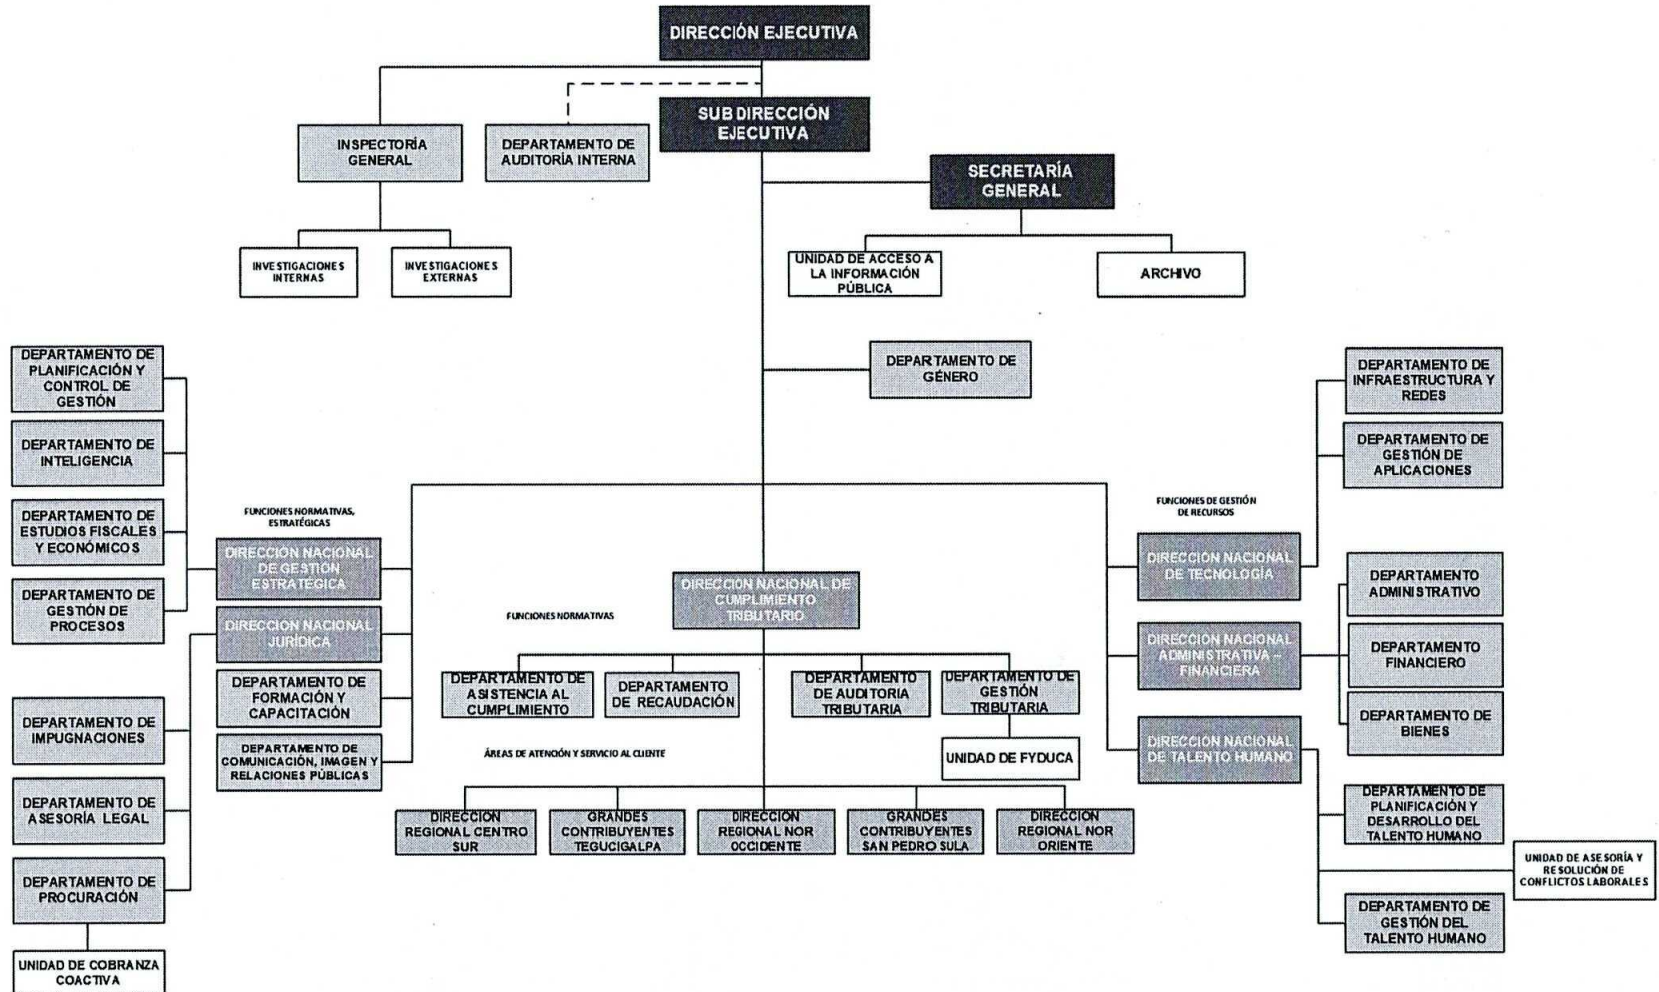 DIRECCIÓN EJECUTIVA
SUB DIRECCIÓN
EJECUTIVA
INSPECTORÍA
GENERAL
DEPARTAMENTO DE
AUDITORÍA INTERNA
SECRETARÍA
GENERAL
INVESTIGACIONES
INTERNAS
INVESTIGACIONES
EXTERNAS
UNIDAD DE ACCESO A
LA INFORMACIÓN
PÚBLICA
ARCHIVO
DEPARTAMENTO DE
GÉNERO
DEPARTAMENTO DE
PLANIFICACIÓN Y
CONTROL DE
GESTIÓN
DEPARTAMENTO DE
INTELIGENCIA
DEPARTAMENTO DE
ESTUDIOS FISCALES
Y ECONÓMICOS
DEPARTAMENTO DE
GESTIÓN DE
PROCESOS
FUNCIONES NORMATIVAS,
ESTRATÉGICAS
DIRECCIÓN NACIONAL
DE GESTIÓN
ESTRATÉGICA
DIRECCIÓN NACIONAL
JURÍDICA
DEPARTAMENTO DE
FORMACIÓN Y
CAPACITACIÓN
DEPARTAMENTO DE
COMUNICACIÓN, IMAGEN Y
RELACIONES PÚBLICAS
DEPARTAMENTO DE
IMPUGNACIONES
DEPARTAMENTO DE
ASESORÍA LEGAL
DEPARTAMENTO DE
PROCURACIÓN
UNIDAD DE COBRANZA
COACTIVA
DIRECCIÓN NACIONAL DE
CUMPLIMIENTO
TRIBUTARIO
FUNCIONES NORMATIVAS
DEPARTAMENTO DE
ASISTENCIA AL
CUMPLIMIENTO
DEPARTAMENTO
DE RECAUDACIÓN
DEPARTAMENTO
DE AUDITORIA
TRIBUTARIA
DEPARTAMENTO DE
GESTIÓN
TRIBUTARIA
UNIDAD DE FYDUCA
ÁREAS DE ATENCIÓN Y SERVICIO AL CLIENTE
DIRECCIÓN
REGIONAL CENTRO
SUR
GRANDES
CONTRIBUYENTES
TEGUCIGALPA
DIRECCIÓN
REGIONAL NOR
OCCIDENTE
GRANDES
CONTRIBUYENTES
SAN PEDRO SULA
DIRECCIÓN
REGIONAL NOR
ORIENTE
FUNCIONES DE GESTIÓN
DE RECURSOS
DIRECCIÓN NACIONAL
DE TECNOLOGÍA
DIRECCIÓN NACIONAL
ADMINISTRATIVA –
FINANCIERA
DIRECCIÓN NACIONAL
DE TALENTO HUMANO
DEPARTAMENTO DE
INFRAESTRUCTURA Y
REDES
DEPARTAMENTO DE
GESTIÓN DE
APLICACIONES
DEPARTAMENTO
ADMINISTRATIVO
DEPARTAMENTO
FINANCIERO
DEPARTAMENTO DE
BIENES
DEPARTAMENTO DE
PLANIFICACIÓN Y
DESARROLLO DEL
TALENTO HUMANO
UNIDAD DE ASESORÍA Y
RESOLUCIÓN DE
CONFLICTOS LABORALES
DEPARTAMENTO DE
GESTIÓN DEL
TALENTO HUMANO